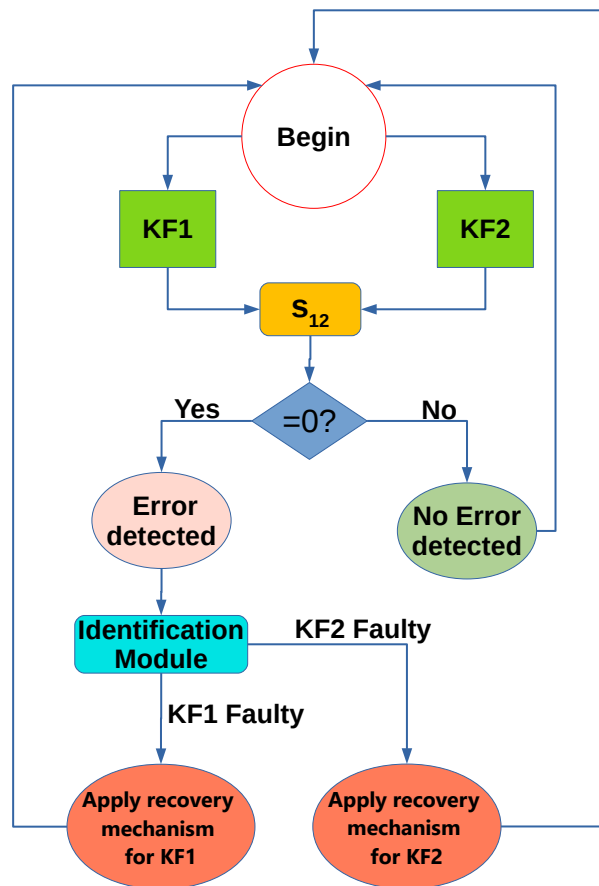 Begin
KF1
KF2
s12
=0?
Yes
No
Error
detected
No Error
detected
Identification
Module
KF2 Faulty
KF1 Faulty
Apply recovery
mechanism
for KF1
Apply recovery
mechanism
for KF2